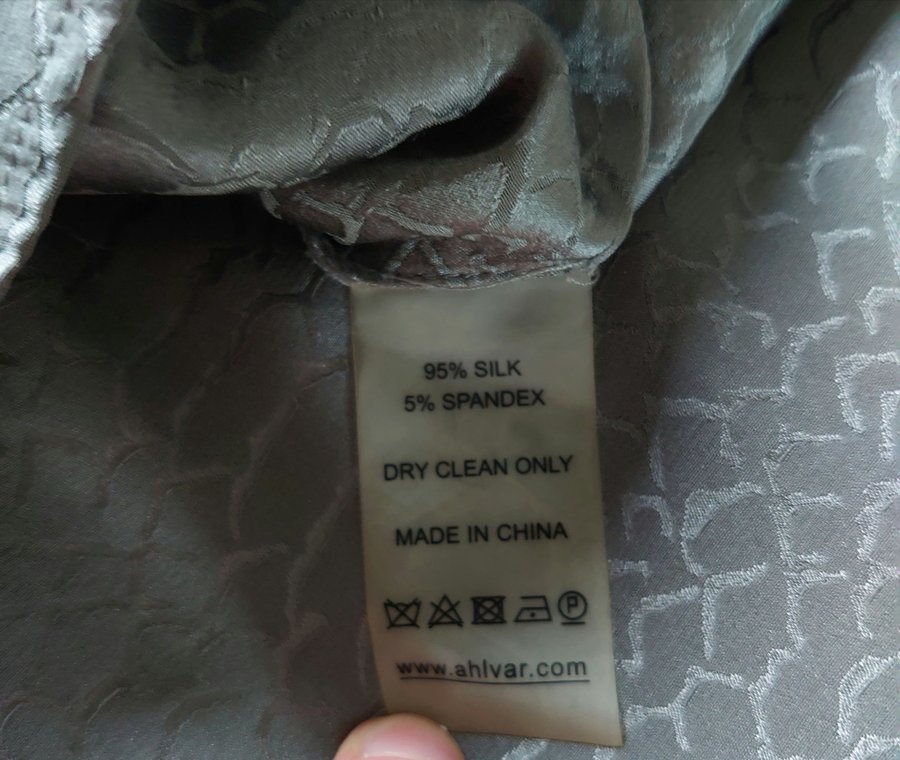 95% SILK
5% SPANDEX
DRY CLEAN ONLY
MADE IN CHINA
P
www.ahlvar.com